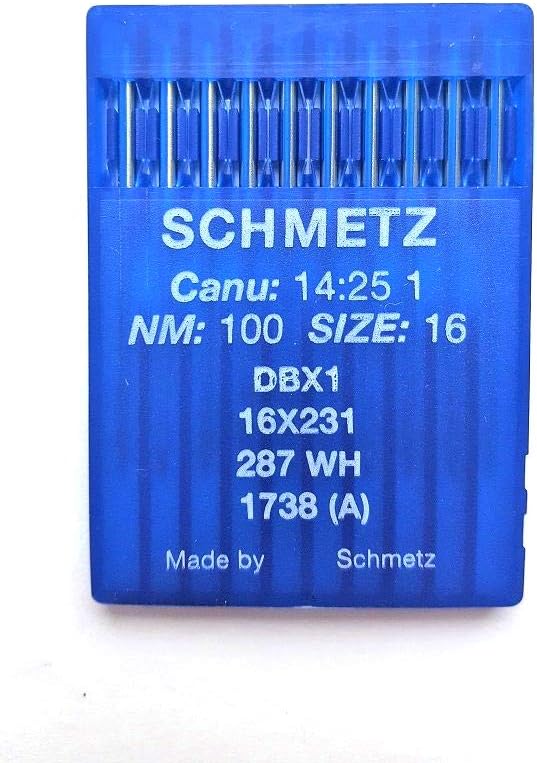 SCHMETZ
Canu: 14:25 1
NM: 100 SIZE: 16
DBX1
16X231
287 WH
1738 (A)
Made by Schmetz